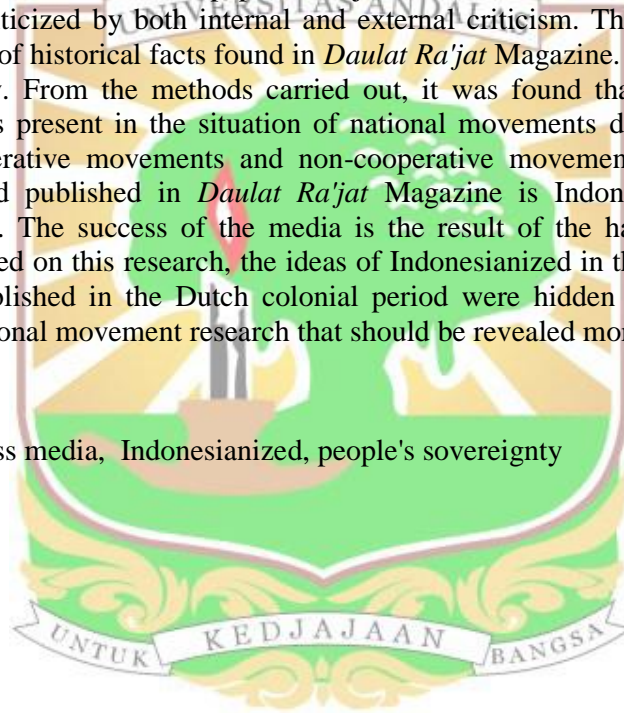 UNIVERSITAS ANDALAS
criticized by both internal and external criticism. Th
of historical facts found in Daulat Ra'jat Magazine.
. From the methods carried out, it was found tha
s present in the situation of national movements d
erative movements and non-cooperative movemen
d published in Daulat Ra'jat Magazine is Indon
. The success of the media is the result of the ha
ed on this research, the ideas of Indonesianized in th
blished in the Dutch colonial period were hidden
onal movement research that should be revealed mor
ss media, Indonesianized, people's sovereignty
UNTUK KEDJAJAAN BANGSA